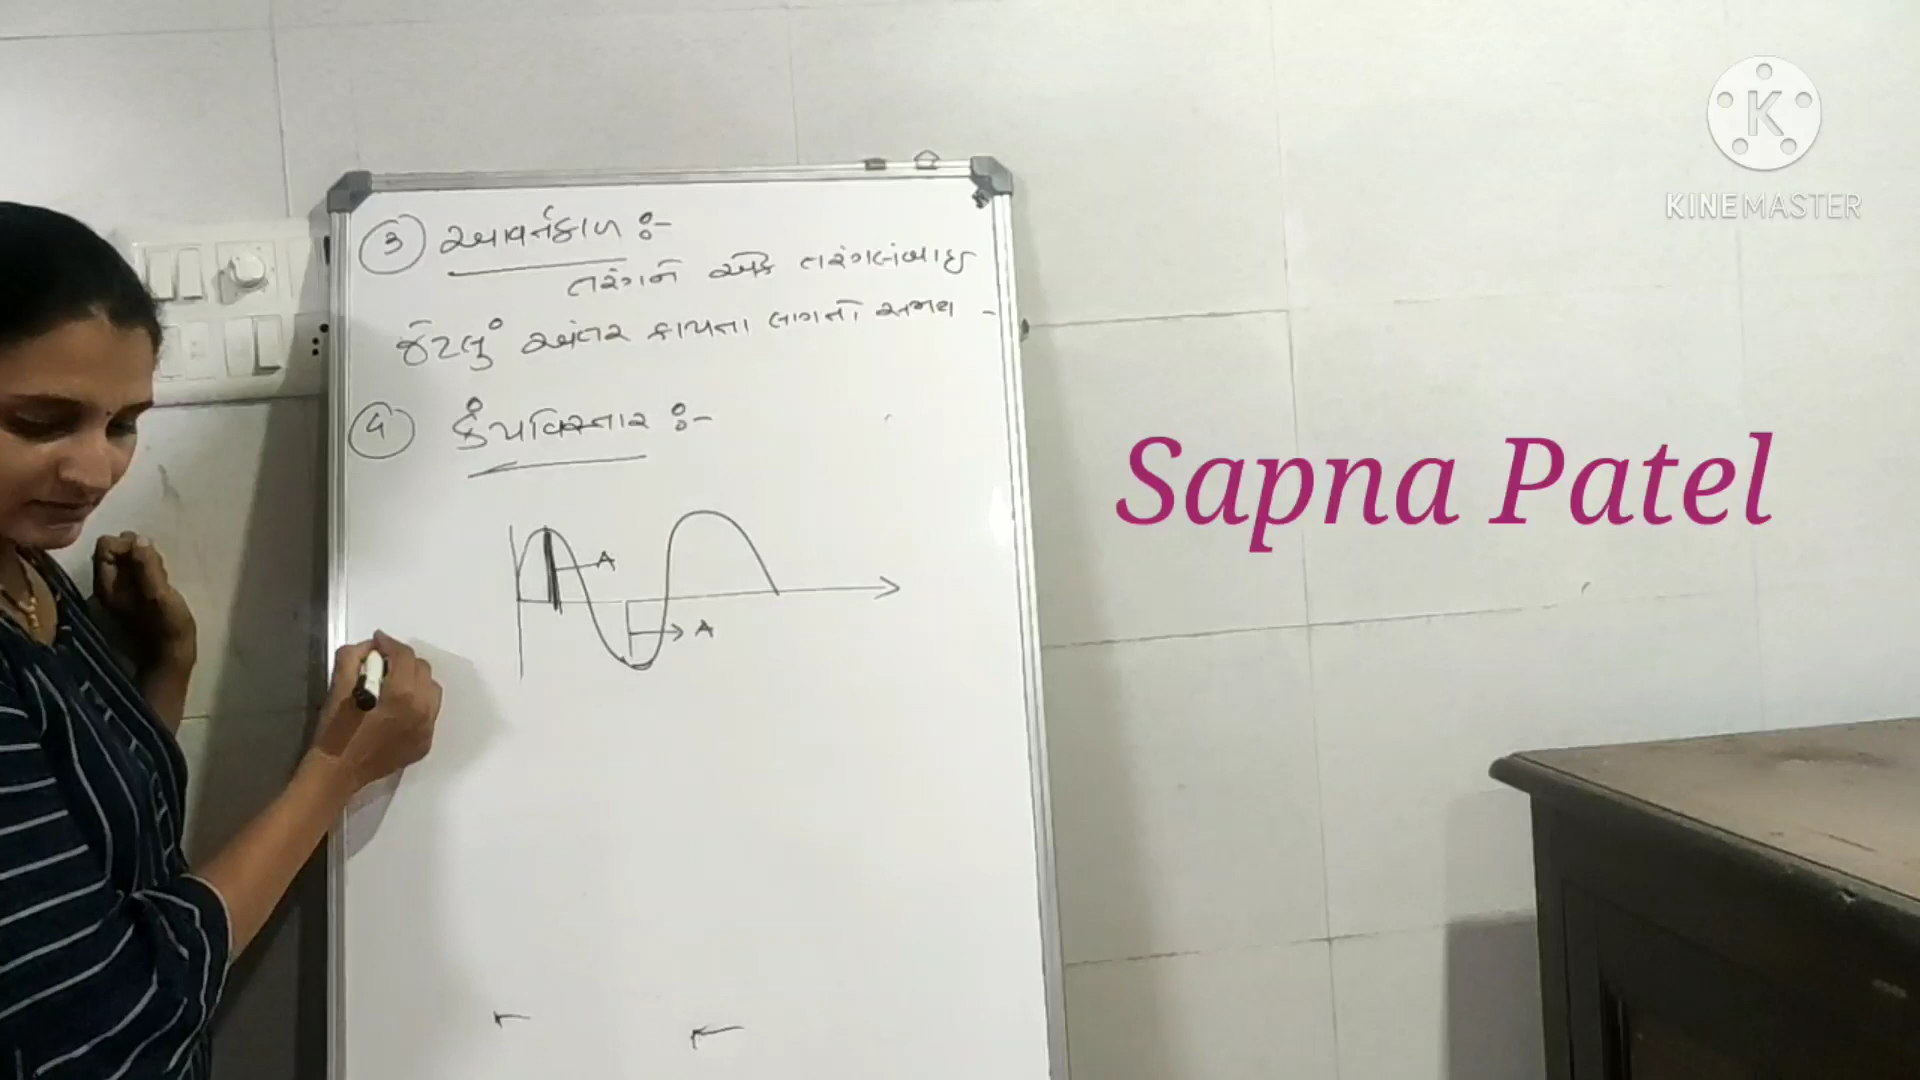 ③ આવર્તકાળ :-
તરંગને એક તરંગલંબાઇ
જેટલું અંતર કાપતા લાગતો સમય -
④ કંપવિસ્તાર :-
A
A
Sapna Patel
K
KINEMASTER